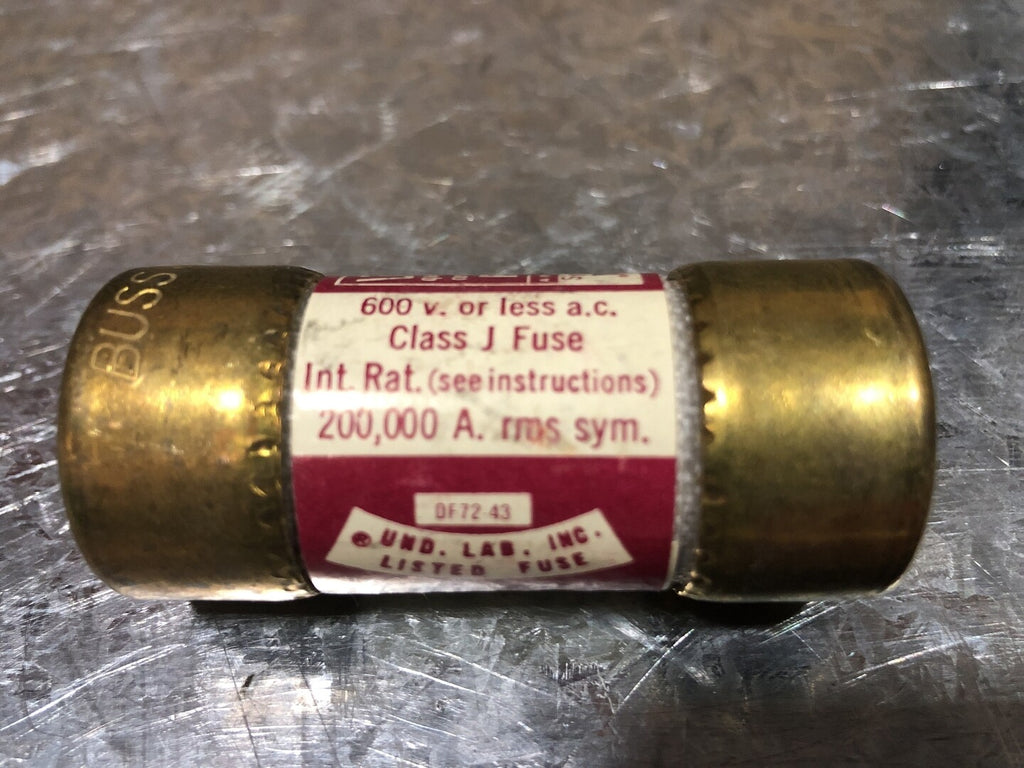 BUSS
600 v. or less a.c.
Class J Fuse
Int. Rat. (see instructions)
200,000 A. rms sym.
DF72-43
® UND. LAB. INC.
LISTED FUSE